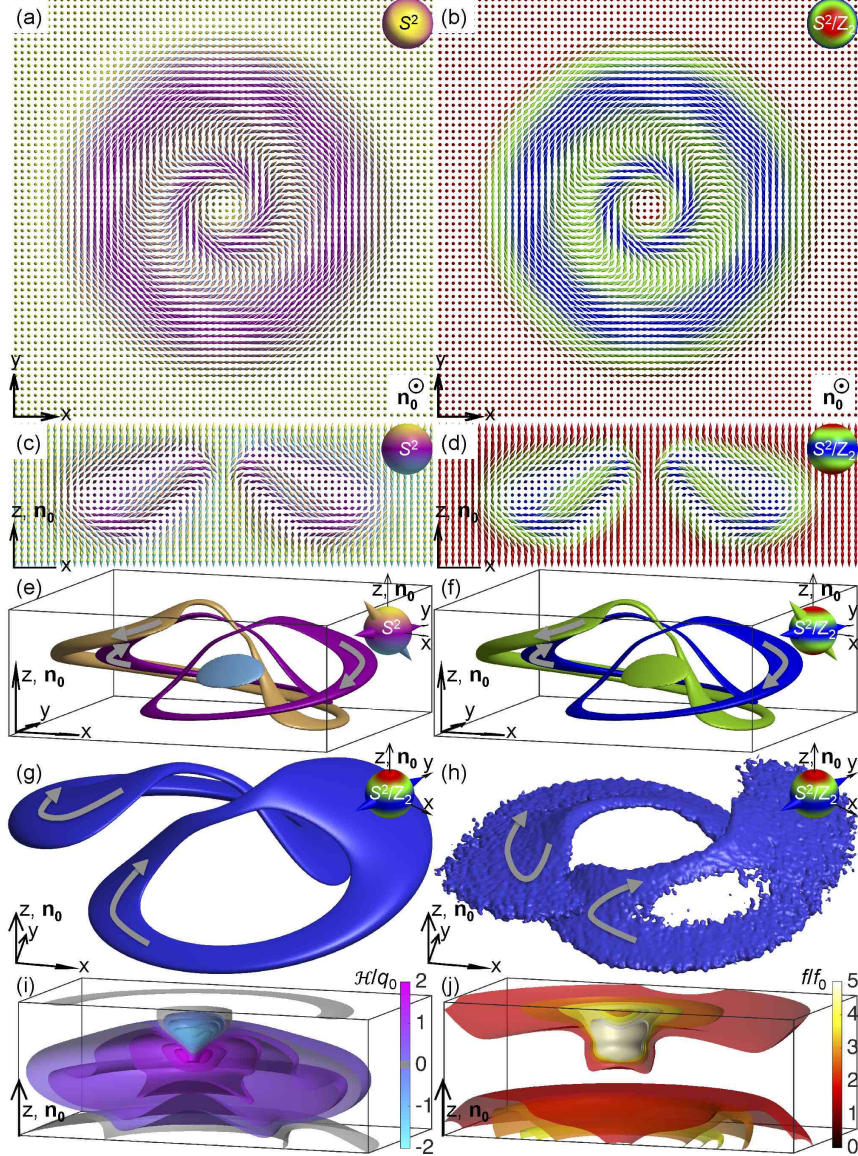 (a)
S²
(b)
S²/Z₂
y
x
n₀
y
x
n₀
(c)
S²
z, n₀
x
(d)
S²/Z₂
z, n₀
x
(e)
z, n₀
y
x
S²
z, n₀
y
x
(f)
z, n₀
y
x
S²/Z₂
z, n₀
y
x
(g)
z, n₀
y
x
S²/Z₂
z, n₀
y
x
(h)
z, n₀
y
x
S²/Z₂
z, n₀
y
x
(i)
ℋ/q₀
2
1
0
-1
-2
z, n₀
(j)
f/f₀
5
4
3
2
1
0
z, n₀